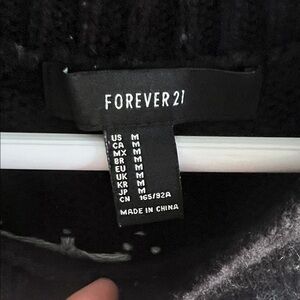 FOREVER 21
US M
CA M
MX M
BR M
EU M
UK M
KR M
JP M
CN 165/92A
MADE IN CHINA